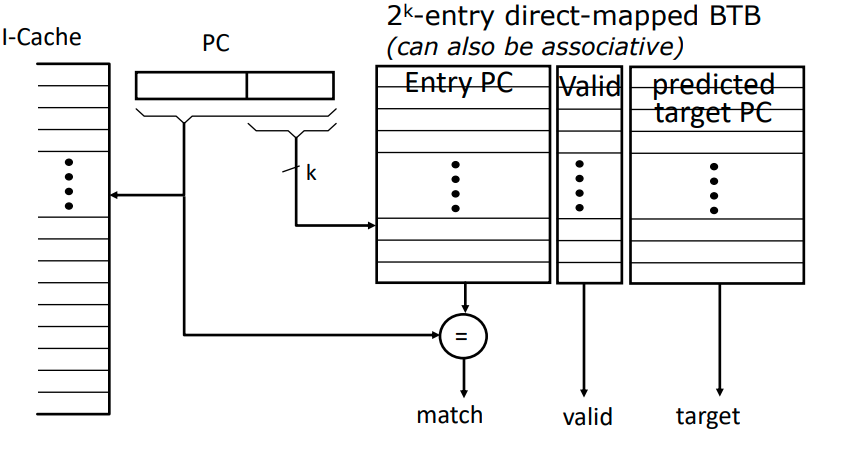 2ᵏ-entry direct-mapped BTB
(can also be associative)
I-Cache
PC
Entry PC
Valid
predicted
target PC
k
=
match
valid
target